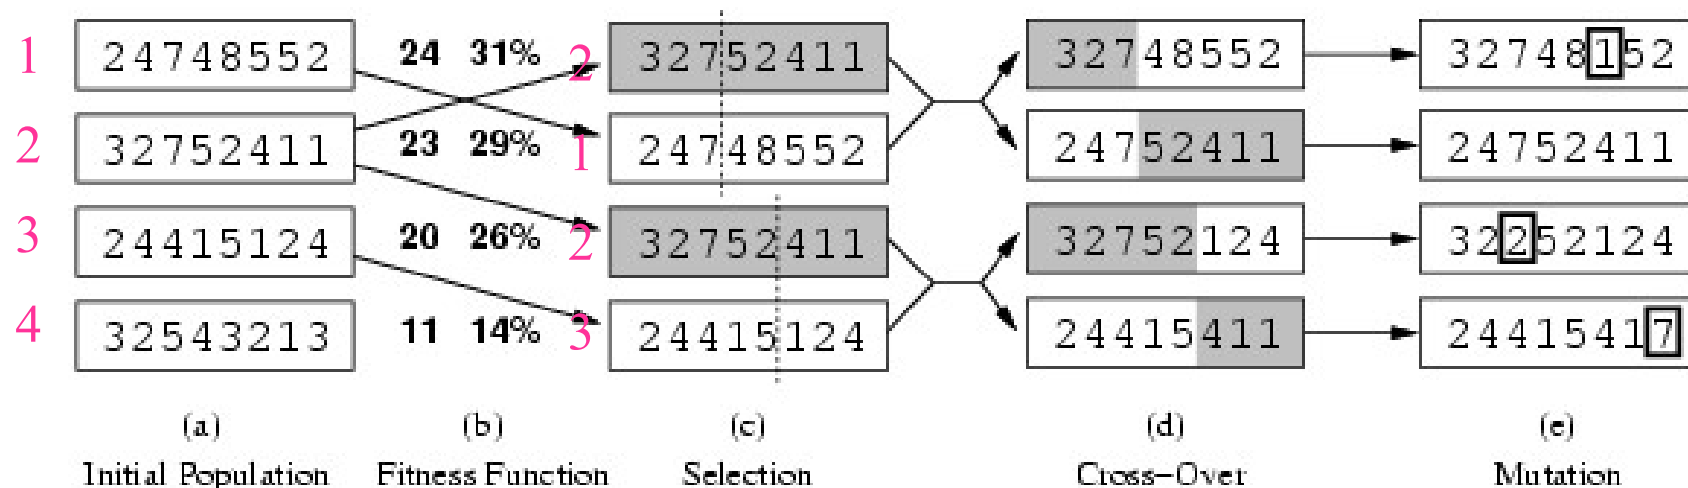 1 24748552 24 31% 2 32752411 32748552 32748152
2 32752411 23 29% 1 24748552 24752411 24752411
3 24415124 20 26% 2 32752411 32752124 32252124
4 32543213 11 14% 3 24415124 24415411 24415417
(a) (b) (c) (d) (e)
Initial Population Fitness Function Selection Cross-Over Mutation